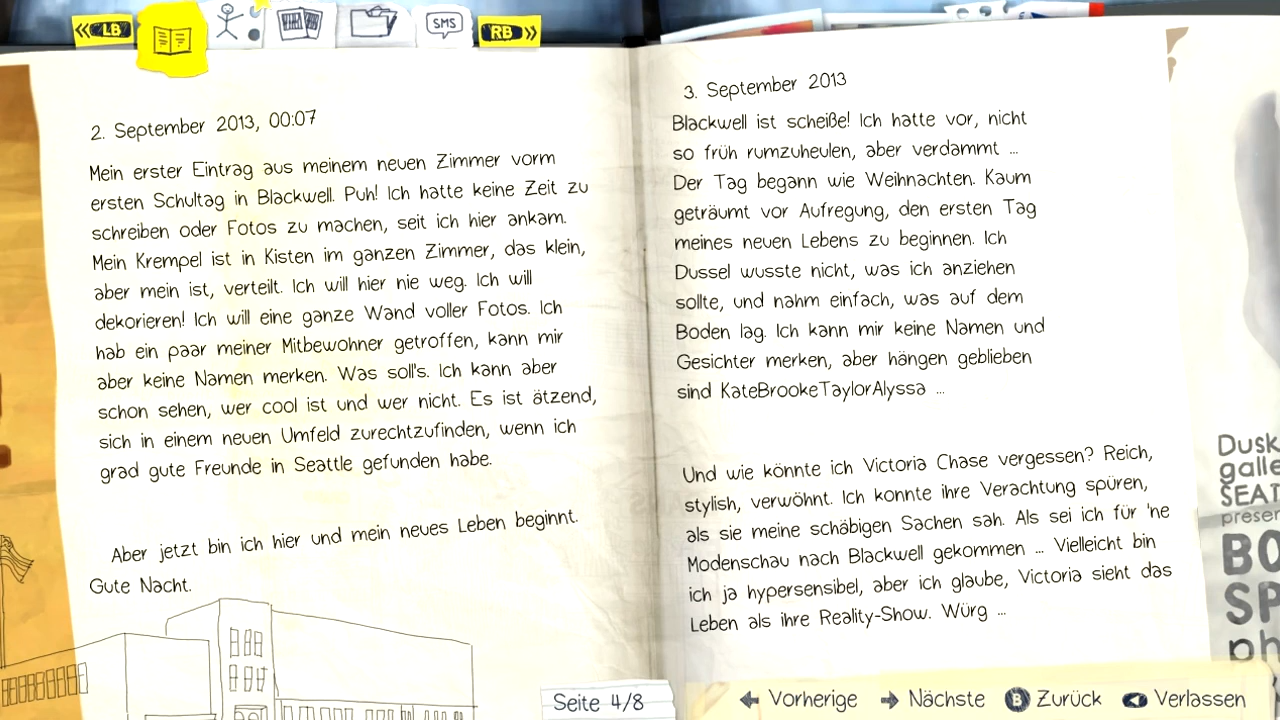 LB
SMS
RB
2. September 2013, 00:07
Mein erster Eintrag aus meinem neuen Zimmer vorm
ersten Schultag in Blackwell. Puh! Ich hatte keine Zeit zu
schreiben oder Fotos zu machen, seit ich hier ankam.
Mein Krempel ist in Kisten im ganzen Zimmer, das klein,
aber mein ist, verteilt. Ich will hier nie weg. Ich will
dekorieren! Ich will eine ganze Wand voller Fotos. Ich
hab ein paar meiner Mitbewohner getroffen, kann mir
aber keine Namen merken. Was soll's. Ich kann aber
schon sehen, wer cool ist und wer nicht. Es ist ätzend,
sich in einem neuen Umfeld zurechtzufinden, wenn ich
grad gute Freunde in Seattle gefunden habe.
Aber jetzt bin ich hier und mein neues Leben beginnt.
Gute Nacht.
3. September 2013
Blackwell ist scheiße! Ich hatte vor, nicht
so früh rumzuheulen, aber verdammt ...
Der Tag begann wie Weihnachten. Kaum
geträumt vor Aufregung, den ersten Tag
meines neuen Lebens zu beginnen. Ich
Dussel wusste nicht, was ich anziehen
sollte, und nahm einfach, was auf dem
Boden lag. Ich kann mir keine Namen und
Gesichter merken, aber hängen geblieben
sind KateBrookeTaylorAlyssa ...
Und wie könnte ich Victoria Chase vergessen? Reich,
stylish, verwöhnt. Ich konnte ihre Verachtung spüren,
als sie meine schäbigen Sachen sah. Als sei ich für 'ne
Modenschau nach Blackwell gekommen ... Vielleicht bin
ich ja hypersensibel, aber ich glaube, Victoria sieht das
Leben als ihre Reality-Show. Würg ...
Dusk
galle
SEAT
presen
BO
SP
ph
Seite 4/8
Vorherige
Nächste
B Zurück
Verlassen